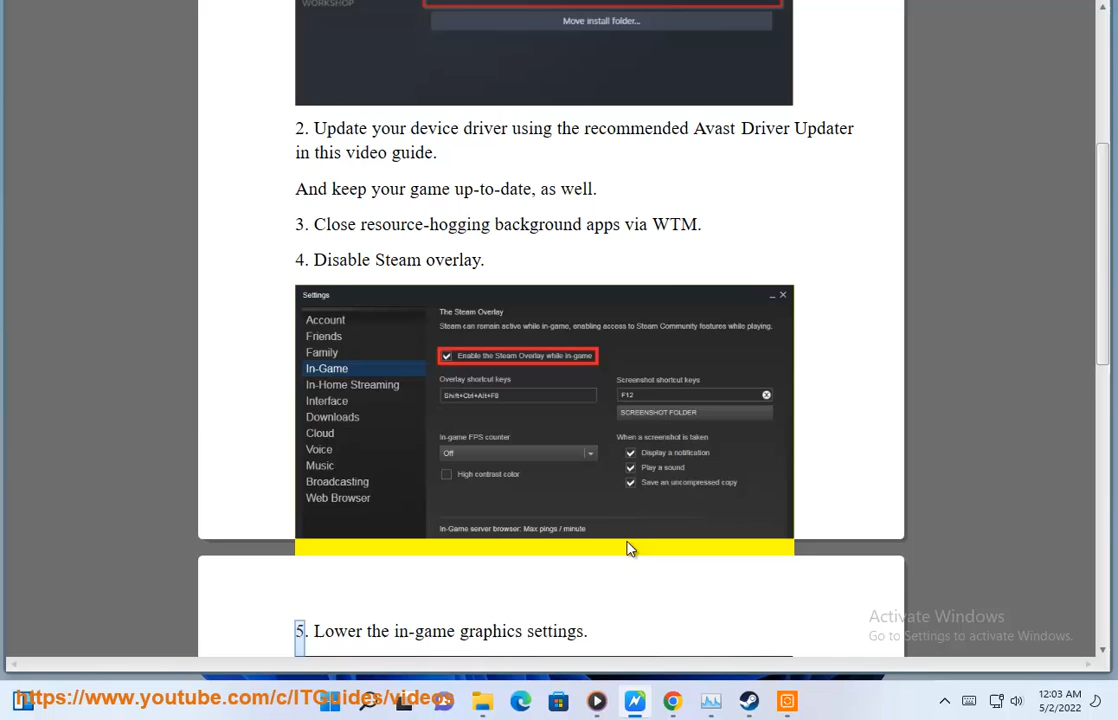 WORKSHOP
Move install folder...
2. Update your device driver using the recommended Avast Driver Updater
in this video guide.
And keep your game up-to-date, as well.
3. Close resource-hogging background apps via WTM.
4. Disable Steam overlay.
Settings
Account
Friends
Family
In-Game
In-Home Streaming
Interface
Downloads
Cloud
Voice
Music
Broadcasting
Web Browser
The Steam Overlay
Steam can remain active while in-game, enabling access to Steam Community features while playing.
Enable the Steam Overlay while in-game
Overlay shortcut keys
Shift+Ctrl+Alt+F8
Screenshot shortcut keys
F12
SCREENSHOT FOLDER
In-game FPS counter
Off
High contrast color
When a screenshot is taken
Display a notification
Play a sound
Save an uncompressed copy
In-Game server browser: Max pings / minute
5. Lower the in-game graphics settings.
Activate Windows
Go to Settings to activate Windows.
https://www.youtube.com/c/ITGuides/videos
12:03 AM
5/2/2022